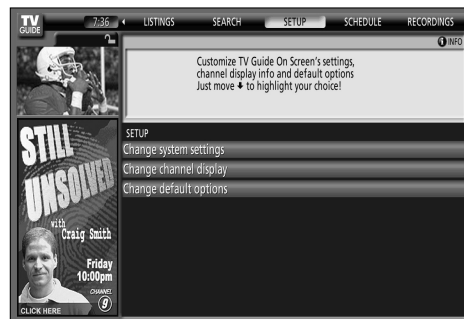 TV
GUIDE
7:36
LISTINGS
SEARCH
SETUP
SCHEDULE
RECORDINGS
INFO
Customize TV Guide On Screen's settings,
channel display info and default options
Just move to highlight your choice!
SETUP
Change system settings
Change channel display
Change default options
STILL
UNSOLVED
with
Craig Smith
Friday
10:00pm
CHANNEL
9
CLICK HERE